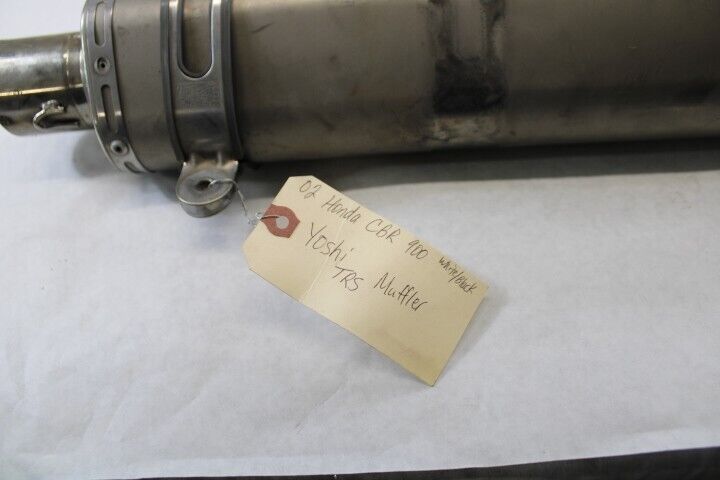 02 Honda CBR 900 White/Black
Yoshi
TRS Muffler